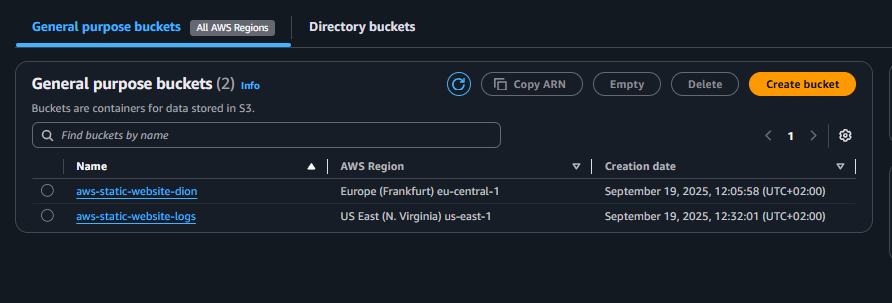 General purpose buckets All AWS Regions Directory buckets
General purpose buckets (2) Info Copy ARN Empty Delete Create bucket
Buckets are containers for data stored in S3.
Find buckets by name 1
Name AWS Region Creation date
aws-static-website-dion Europe (Frankfurt) eu-central-1 September 19, 2025, 12:05:58 (UTC+02:00)
aws-static-website-logs US East (N. Virginia) us-east-1 September 19, 2025, 12:32:01 (UTC+02:00)